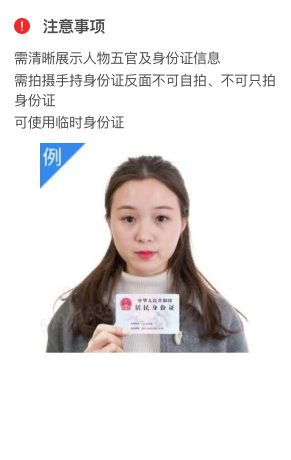 注意事项
需清晰展示人物五官及身份证信息
需拍摄手持身份证反面不可自拍、不可只拍
身份证
可使用临时身份证
例
中华人民共和国
居民身份证